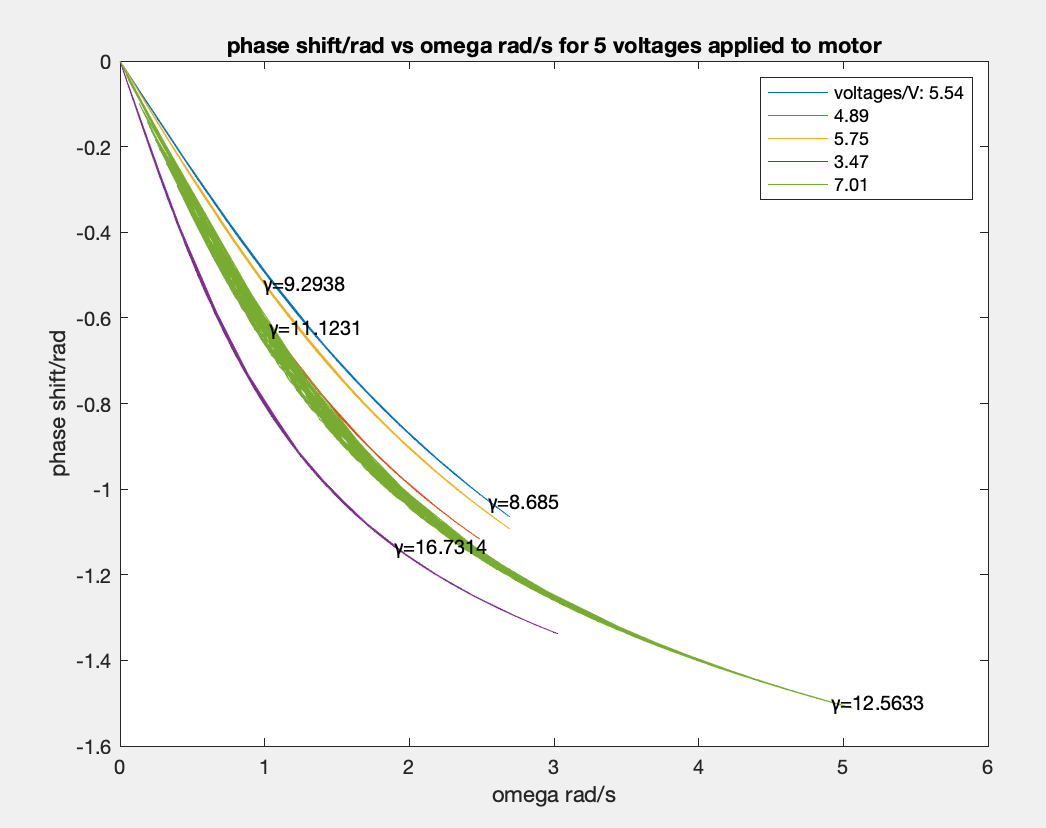 phase shift/rad vs omega rad/s for 5 voltages applied to motor
voltages/V: 5.54
4.89
5.75
3.47
7.01
0
-0.2
-0.4
-0.6
-0.8
-1
-1.2
-1.4
-1.6
phase shift/rad
γ=9.2938
γ=11.1231
γ=8.685
γ=16.7314
γ=12.5633
0 1 2 3 4 5 6
omega rad/s